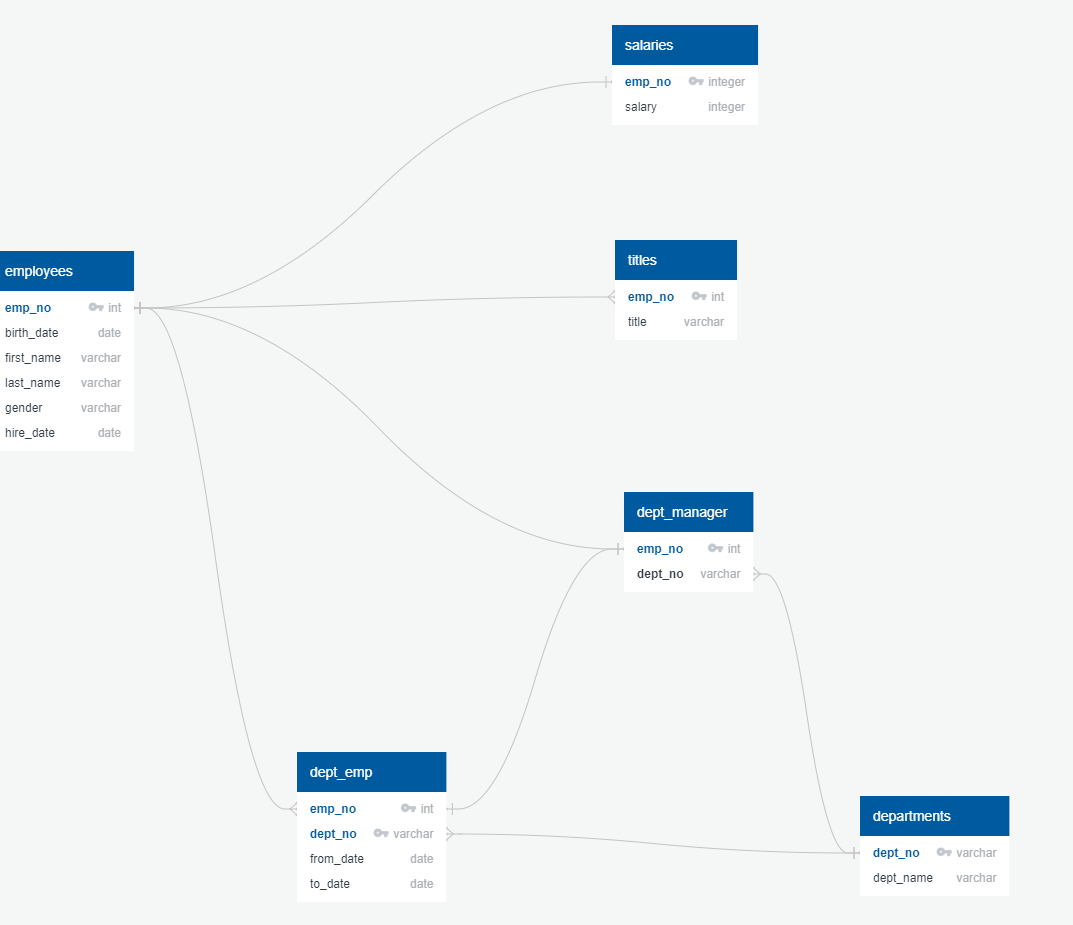 salaries
emp_no integer
salary integer
titles
emp_no int
title varchar
employees
emp_no int
birth_date date
first_name varchar
last_name varchar
gender varchar
hire_date date
dept_manager
emp_no int
dept_no varchar
dept_emp
emp_no int
dept_no varchar
from_date date
to_date date
departments
dept_no varchar
dept_name varchar